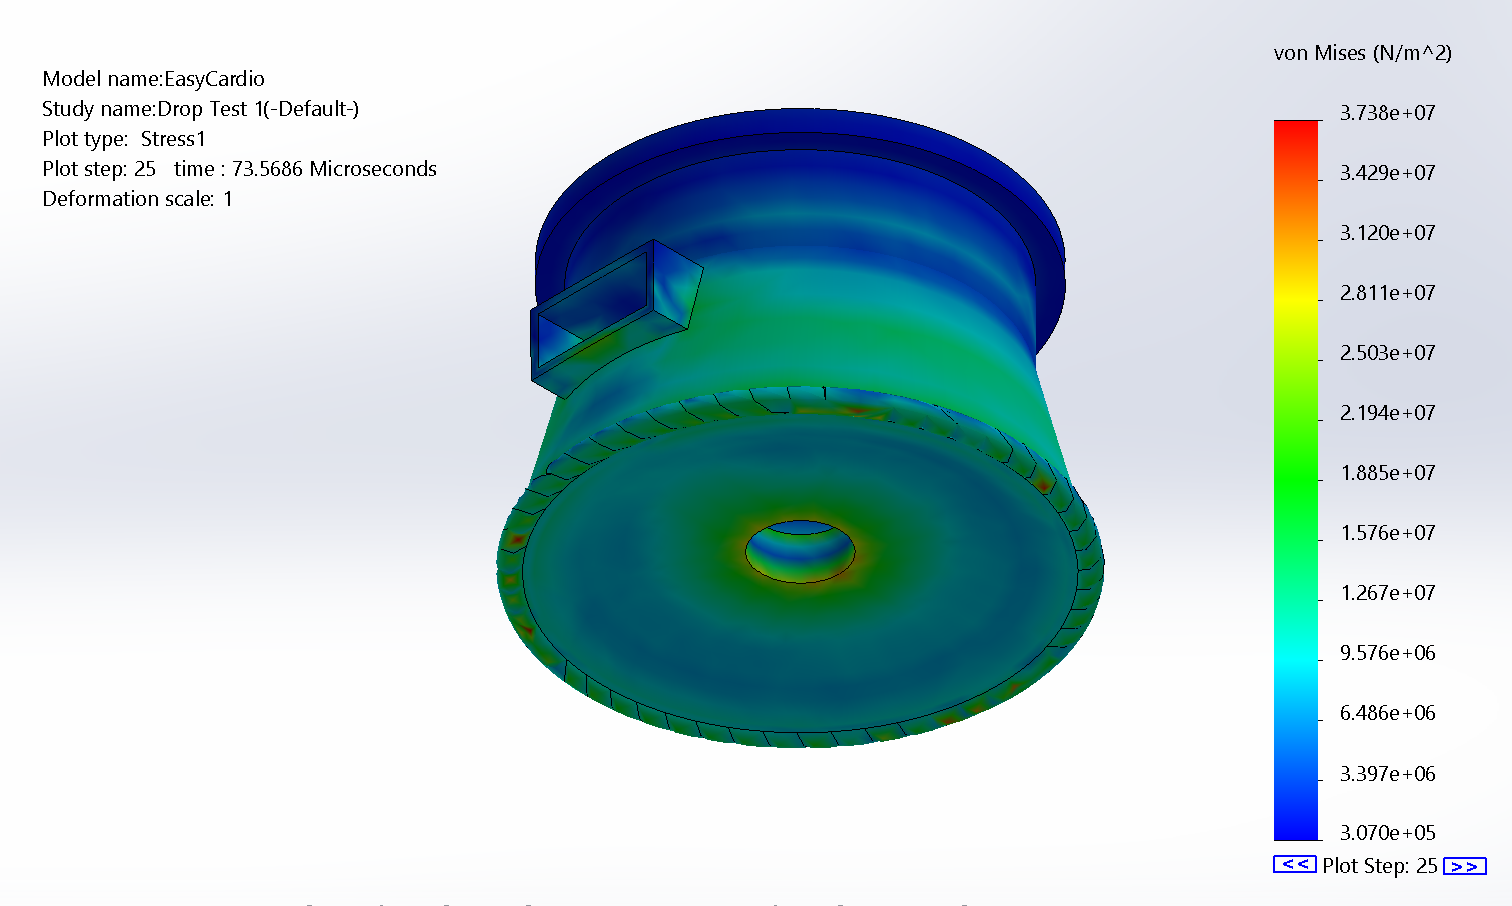 Model name:EasyCardio
Study name:Drop Test 1(-Default-)
Plot type:  Stress1
Plot step: 25   time : 73.5686 Microseconds
Deformation scale: 1
von Mises (N/m^2)
3.738e+07
3.429e+07
3.120e+07
2.811e+07
2.503e+07
2.194e+07
1.885e+07
1.576e+07
1.267e+07
9.576e+06
6.486e+06
3.397e+06
3.070e+05
<< Plot Step: 25 >>